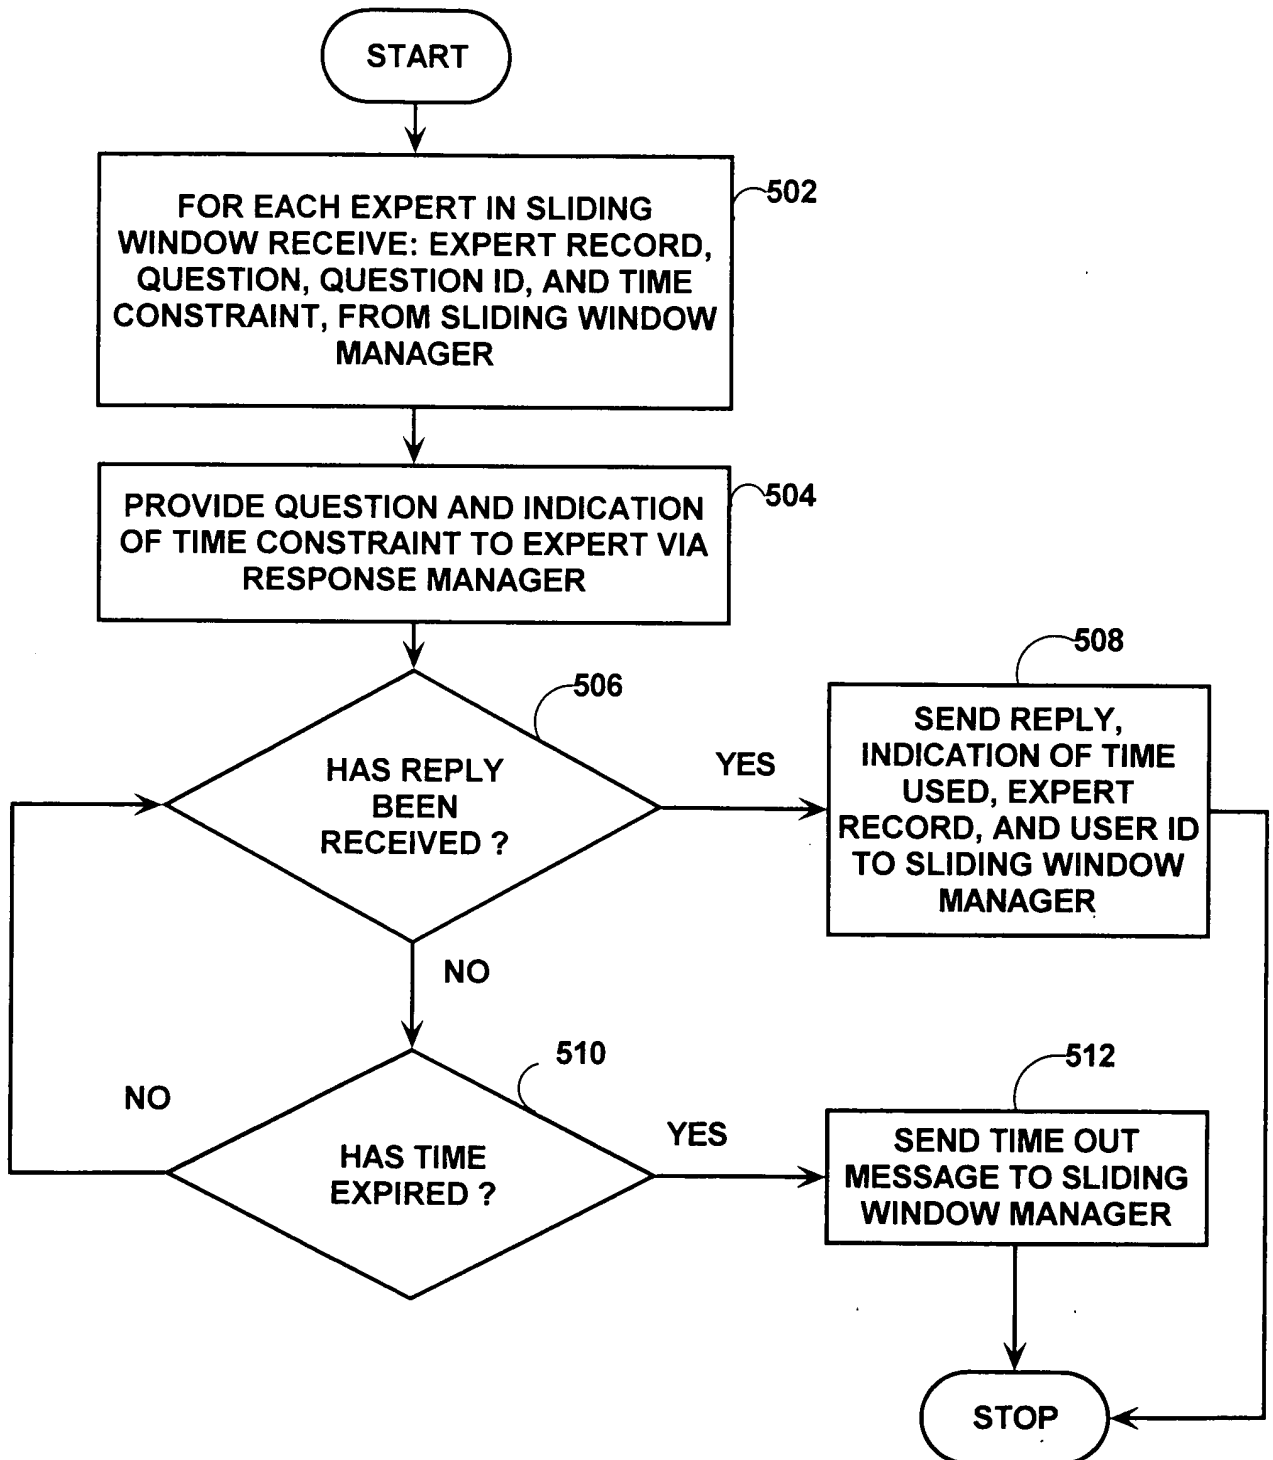 START
FOR EACH EXPERT IN SLIDING
WINDOW RECEIVE: EXPERT RECORD,
QUESTION, QUESTION ID, AND TIME
CONSTRAINT, FROM SLIDING WINDOW
MANAGER
502
PROVIDE QUESTION AND INDICATION
OF TIME CONSTRAINT TO EXPERT VIA
RESPONSE MANAGER
504
HAS REPLY
BEEN
RECEIVED ?
506
YES
SEND REPLY,
INDICATION OF TIME
USED, EXPERT
RECORD, AND USER ID
TO SLIDING WINDOW
MANAGER
508
NO
HAS TIME
EXPIRED ?
510
NO
YES
SEND TIME OUT
MESSAGE TO SLIDING
WINDOW MANAGER
512
STOP